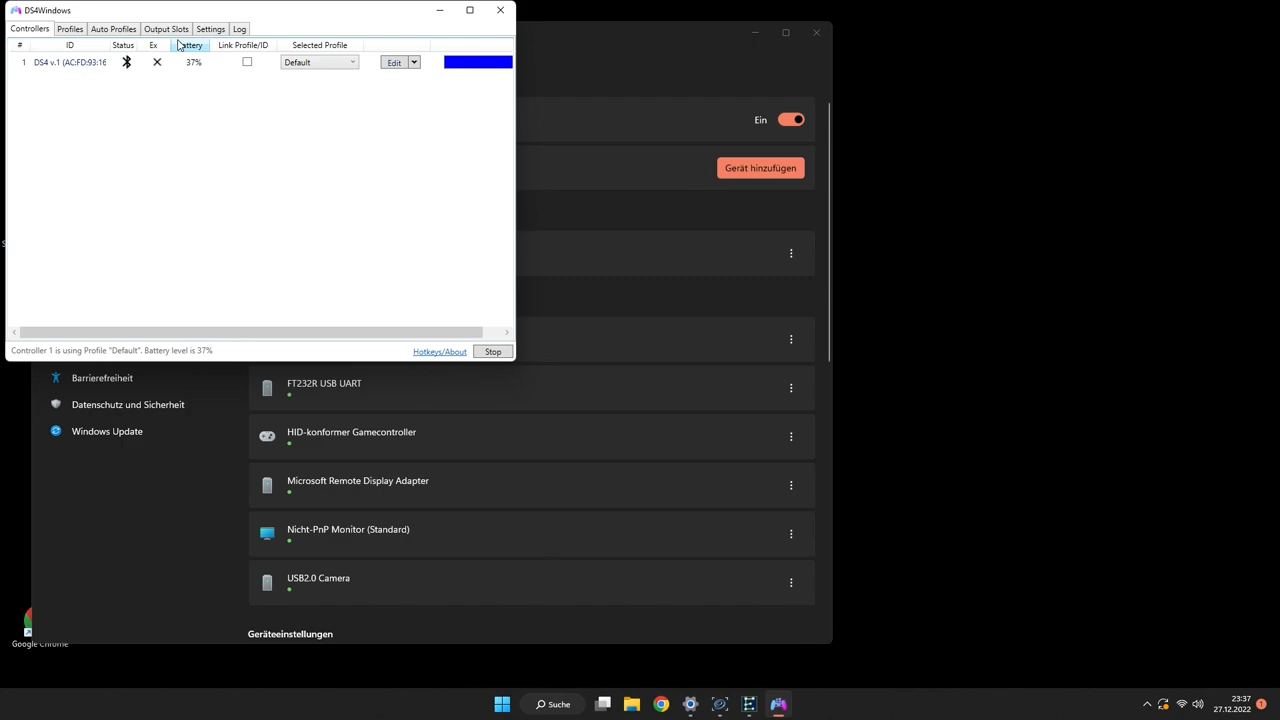 DS4Windows
Controllers Profiles Auto Profiles Output Slots Settings Log
# ID Status Ex Battery Link Profile/ID Selected Profile
1 DS4 v.1 (AC:FD:93:16 37% Default Edit
Controller 1 is using Profile "Default". Battery level is 37% Hotkeys/About Stop
Ein
Gerät hinzufügen
Barrierefreiheit
Datenschutz und Sicherheit
Windows Update
FT232R USB UART
HID-konformer Gamecontroller
Microsoft Remote Display Adapter
Nicht-PnP Monitor (Standard)
USB2.0 Camera
Geräteeinstellungen
Google Chrome
Suche
23:37
27.12.2022
1